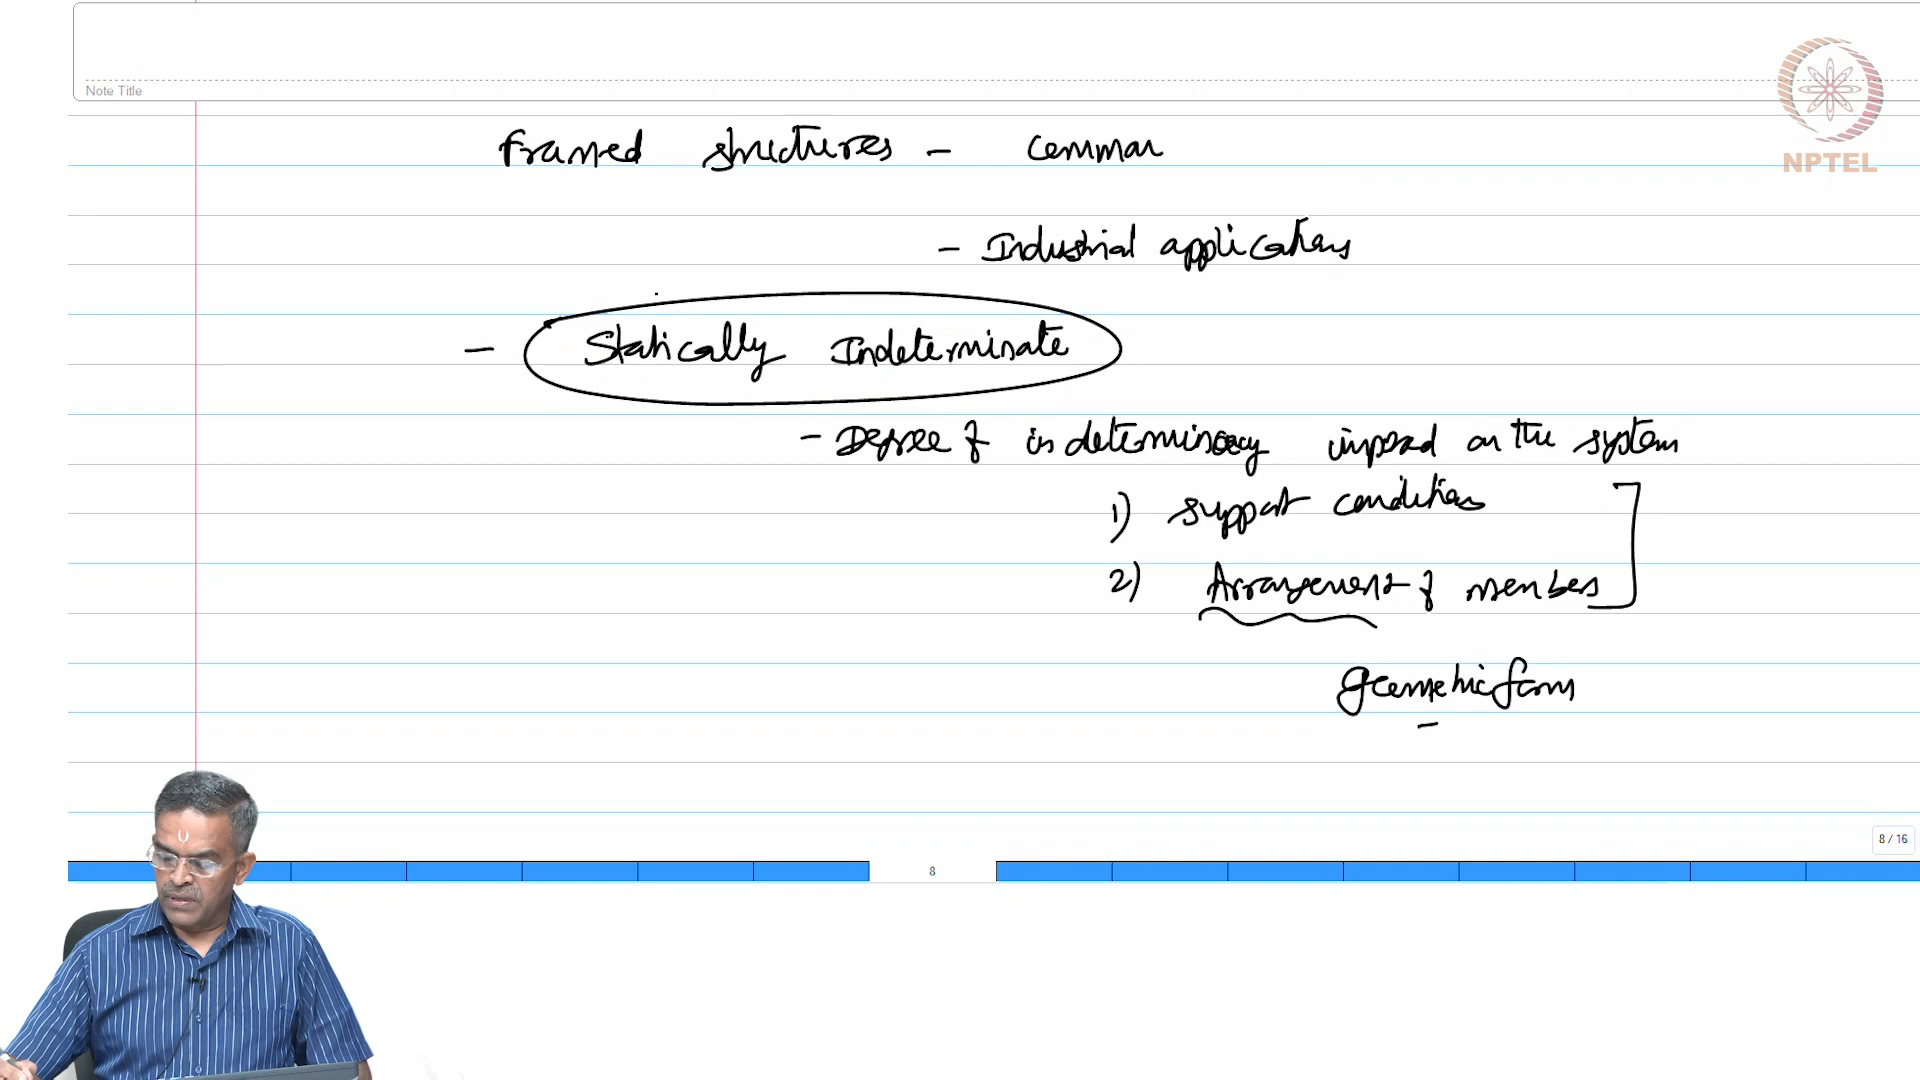 Note Title
NPTEL
framed structures - common
- Industrial applications
- Statically Indeterminate
- Degree of indeterminacy imposed on the system
1) support conditions
2) Arrangement of members
geometric form
8 / 16
8